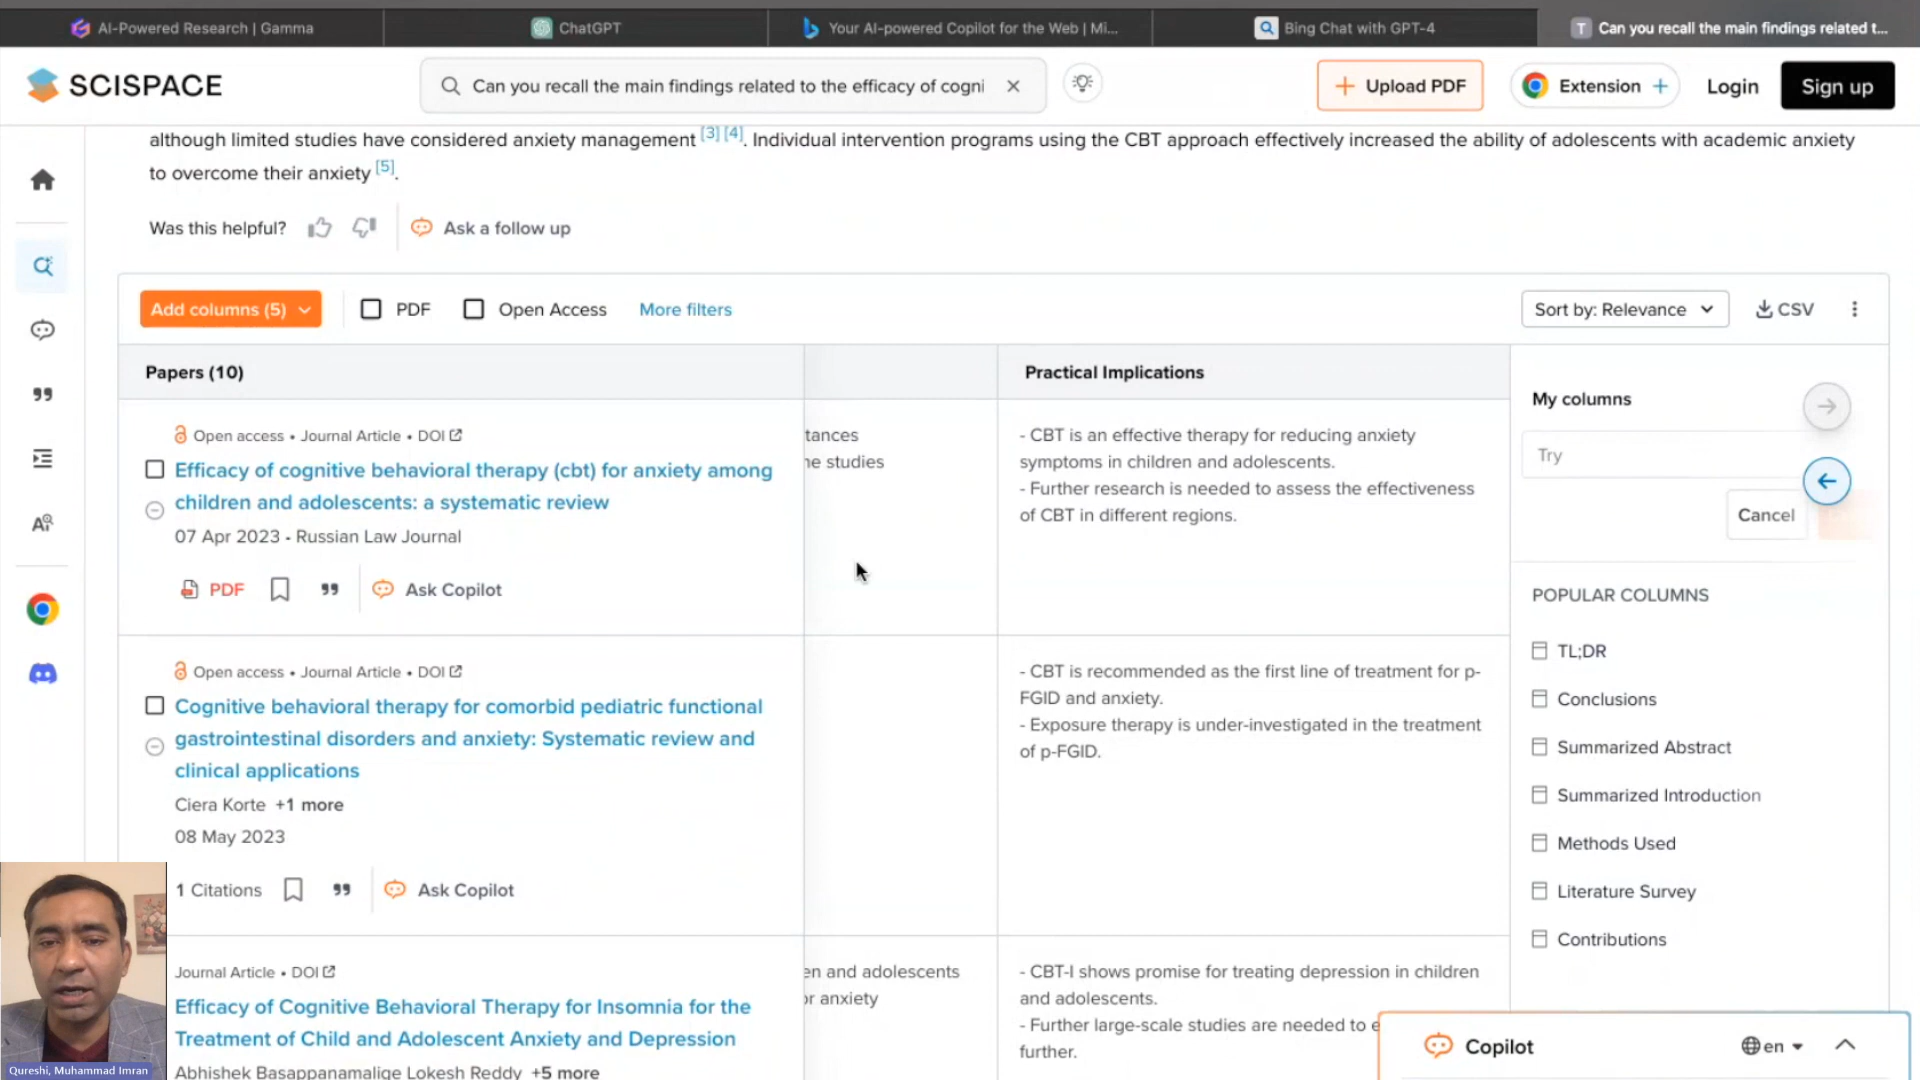 AI-Powered Research | Gamma
ChatGPT
Your AI-powered Copilot for the Web | Mi...
Bing Chat with GPT-4
T Can you recall the main findings related t...
SCISPACE
Can you recall the main findings related to the efficacy of cogni
Upload PDF
Extension
Login
Sign up
although limited studies have considered anxiety management [3] [4]. Individual intervention programs using the CBT approach effectively increased the ability of adolescents with academic anxiety
to overcome their anxiety [5].
Was this helpful?
Ask a follow up
Add columns (5)
PDF
Open Access
More filters
Sort by: Relevance
CSV
Papers (10)
Practical Implications
My columns
Try
Cancel
Open access • Journal Article • DOI
Efficacy of cognitive behavioral therapy (cbt) for anxiety among
children and adolescents: a systematic review
07 Apr 2023 - Russian Law Journal
PDF
Ask Copilot
tances
he studies
- CBT is an effective therapy for reducing anxiety
symptoms in children and adolescents.
- Further research is needed to assess the effectiveness
of CBT in different regions.
POPULAR COLUMNS
TL;DR
Conclusions
Summarized Abstract
Summarized Introduction
Methods Used
Literature Survey
Contributions
Open access • Journal Article • DOI
Cognitive behavioral therapy for comorbid pediatric functional
gastrointestinal disorders and anxiety: Systematic review and
clinical applications
Ciera Korte +1 more
08 May 2023
1 Citations
Ask Copilot
- CBT is recommended as the first line of treatment for p-
FGID and anxiety.
- Exposure therapy is under-investigated in the treatment
of p-FGID.
Journal Article • DOI
Efficacy of Cognitive Behavioral Therapy for Insomnia for the
Treatment of Child and Adolescent Anxiety and Depression
Abhishek Basappanamalige Lokesh Reddy +5 more
en and adolescents
or anxiety
- CBT-I shows promise for treating depression in children
and adolescents.
- Further large-scale studies are needed to e
further.
Copilot
en
Qureshi, Muhammad Imran